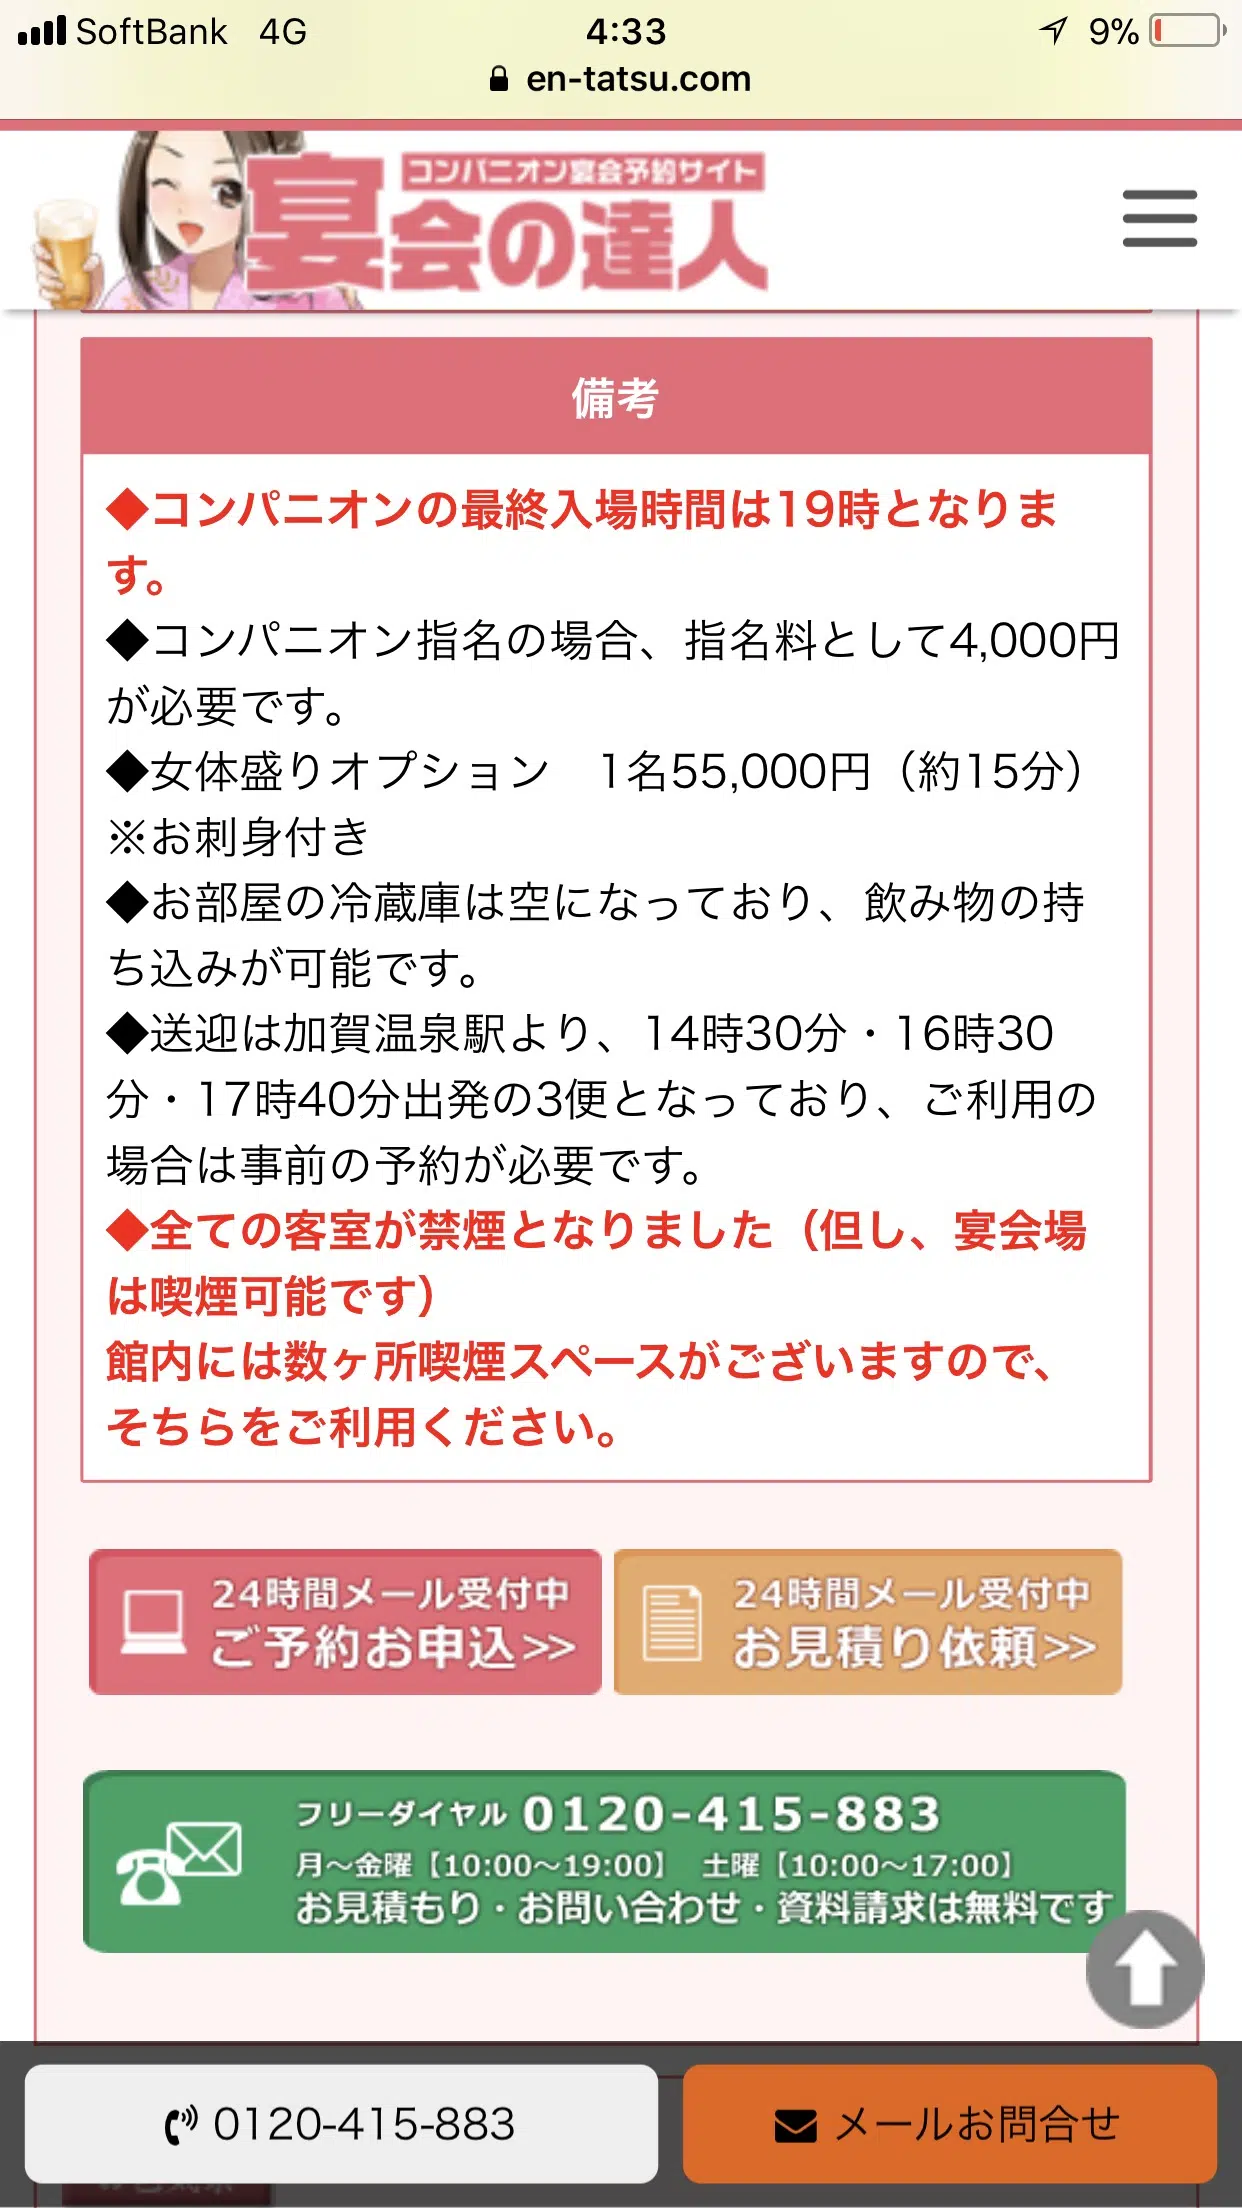 SoftBank 4G 4:33 9%
en-tatsu.com
コンパニオン宴会予約サイト
宴会の達人
備考
◆コンパニオンの最終入場時間は19時となりま
す。
◆コンパニオン指名の場合、指名料として4,000円
が必要です。
◆女体盛りオプション　1名55,000円（約15分）
※お刺身付き
◆お部屋の冷蔵庫は空になっており、飲み物の持
ち込みが可能です。
◆送迎は加賀温泉駅より、14時30分・16時30
分・17時40分出発の3便となっており、ご利用の
場合は事前の予約が必要です。
◆全ての客室が禁煙となりました（但し、宴会場
は喫煙可能です）
館内には数ヶ所喫煙スペースがございますので、
そちらをご利用ください。
24時間メール受付中
ご予約お申込>>
24時間メール受付中
お見積り依頼>>
フリーダイヤル 0120-415-883
月～金曜【10:00～19:00】　土曜【10:00～17:00】
お見積もり・お問い合わせ・資料請求は無料です
0120-415-883
メールお問合せ